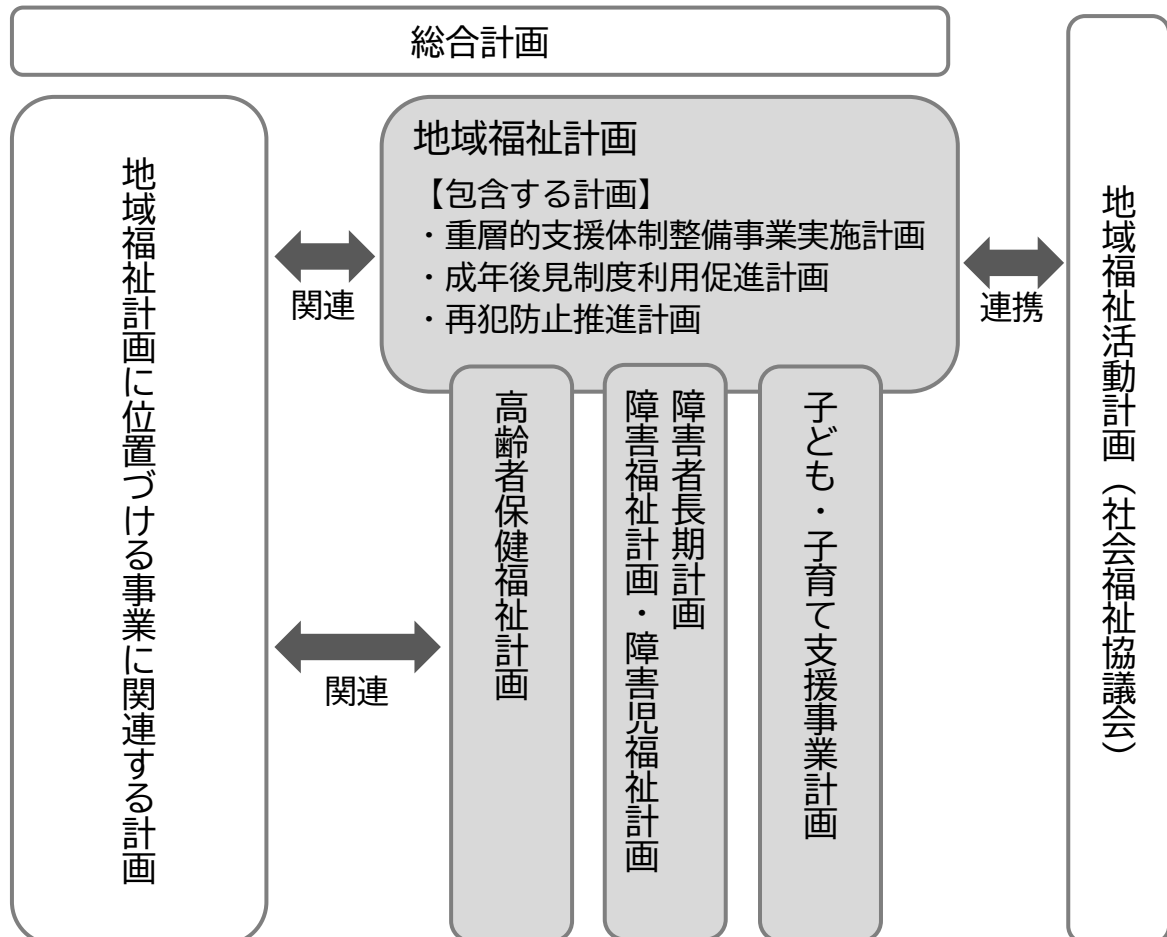 総合計画
地域福祉計画に位置づける事業に関連する計画
関連
地域福祉計画
【包含する計画】
・重層的支援体制整備事業実施計画
・成年後見制度利用促進計画
・再犯防止推進計画
連携
地域福祉活動計画（社会福祉協議会）
関連
高齢者保健福祉計画
障害者長期計画
障害福祉計画・障害児福祉計画
子ども・子育て支援事業計画